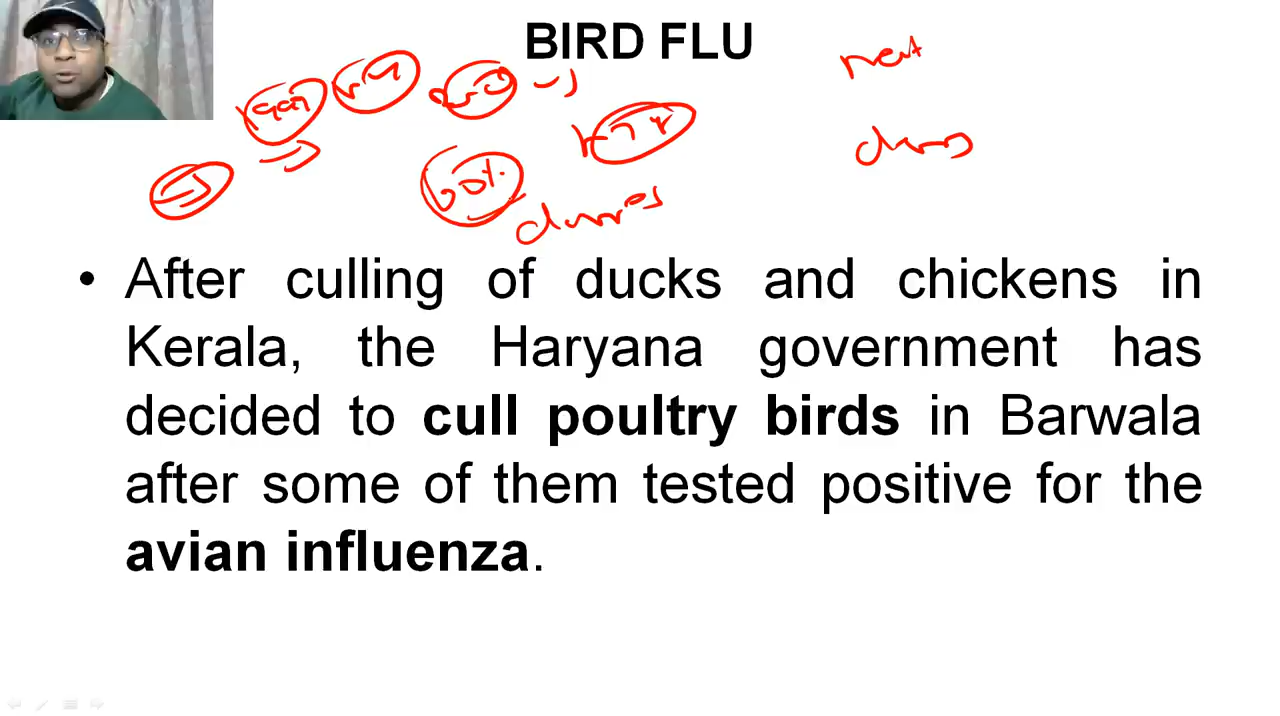 BIRD FLU
60%
• After culling of ducks and chickens in
Kerala, the Haryana government has
decided to cull poultry birds in Barwala
after some of them tested positive for the
avian influenza.